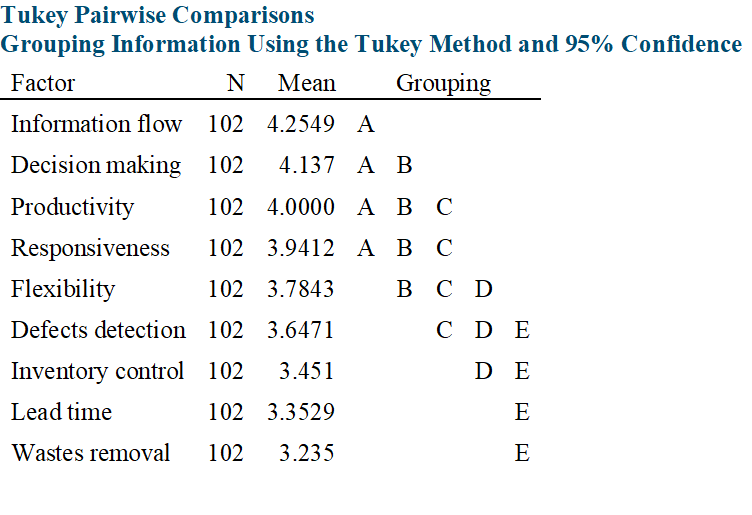 Tukey Pairwise Comparisons
Grouping Information Using the Tukey Method and 95% Confidence
Factor N Mean Grouping
Information flow 102 4.2549 A
Decision making 102 4.137 A B
Productivity 102 4.0000 A B C
Responsiveness 102 3.9412 A B C
Flexibility 102 3.7843 B C D
Defects detection 102 3.6471 C D E
Inventory control 102 3.451 D E
Lead time 102 3.3529 E
Wastes removal 102 3.235 E